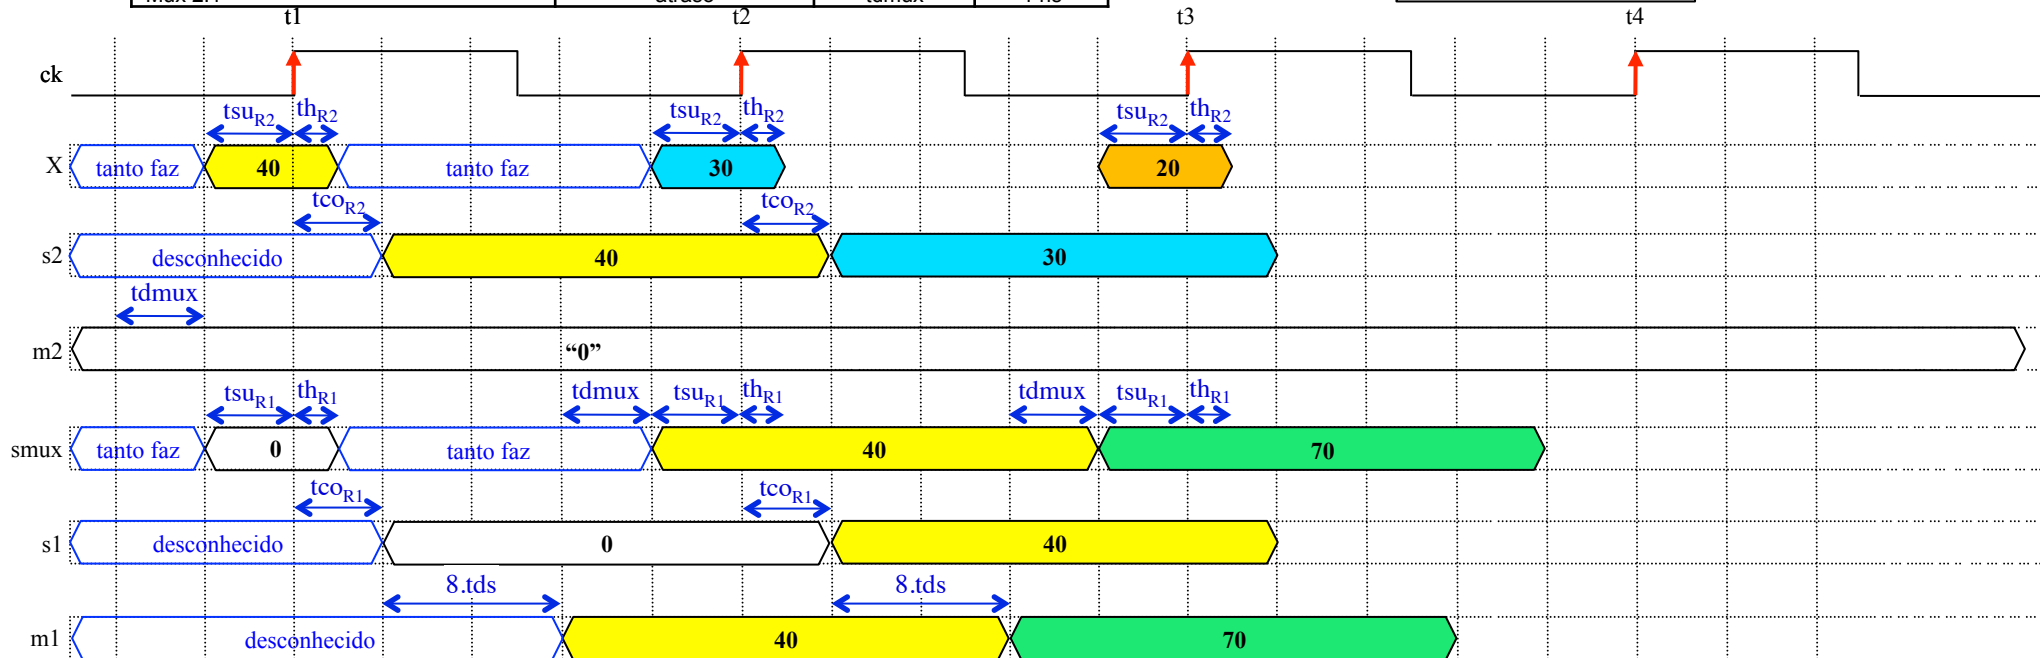 t1 t2 t3 t4
ck
tsuR2 thR2 tsuR2 thR2 tsuR2 thR2
X tanto faz 40 tanto faz 30 20
tcoR2 tcoR2
s2 desconhecido 40 30
tdmux
m2 “0”
tsuR1 thR1 tdmux tsuR1 thR1 tdmux tsuR1 thR1
smux tanto faz 0 tanto faz 40 70
tcoR1 tcoR1
s1 desconhecido 0 40
8.tds 8.tds
m1 desconhecido 40 70